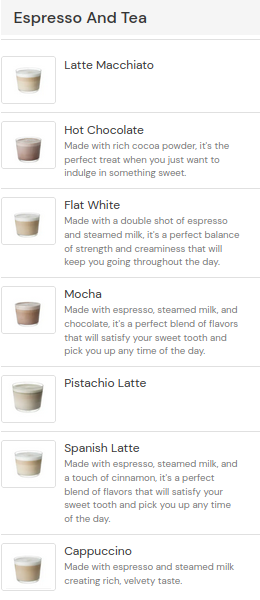 Espresso And Tea
Latte Macchiato
Hot Chocolate
Made with rich cocoa powder, it's the
perfect treat when you just want to
indulge in something sweet.
Flat White
Made with a double shot of espresso
and steamed milk, it's a perfect balance
of strength and creaminess that will
keep you going throughout the day.
Mocha
Made with espresso, steamed milk, and
chocolate, it's a perfect blend of flavors
that will satisfy your sweet tooth and
pick you up any time of the day.
Pistachio Latte
Spanish Latte
Made with espresso, steamed milk, and
a touch of cinnamon, it's a perfect
blend of flavors that will satisfy your
sweet tooth and pick you up any time
of the day.
Cappuccino
Made with espresso and steamed milk
creating rich, velvety taste.